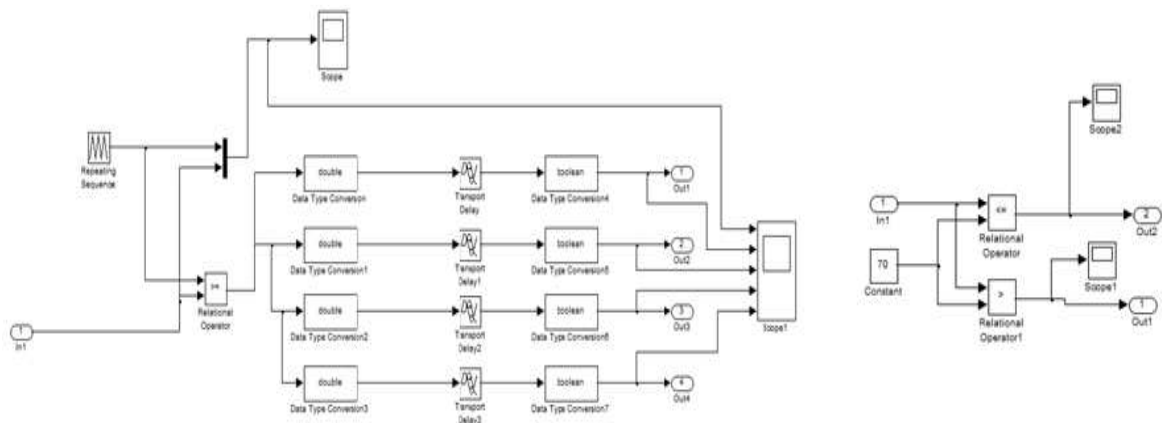 Scope
Repeating
Sequence
double
Data Type Conversion
Transport
Delay
boolean
Data Type Conversion4
1
Out1
double
Data Type Conversion1
Transport
Delay1
boolean
Data Type Conversion5
2
Out2
>=
Relational
Operator
double
Data Type Conversion2
Transport
Delay2
boolean
Data Type Conversion6
3
Out3
Scope1
1
In1
double
Data Type Conversion3
Transport
Delay3
boolean
Data Type Conversion7
4
Out4
Scope2
1
In1
<=
Relational
Operator
2
Out2
70
Constant
Scope1
>
Relational
Operator1
1
Out1